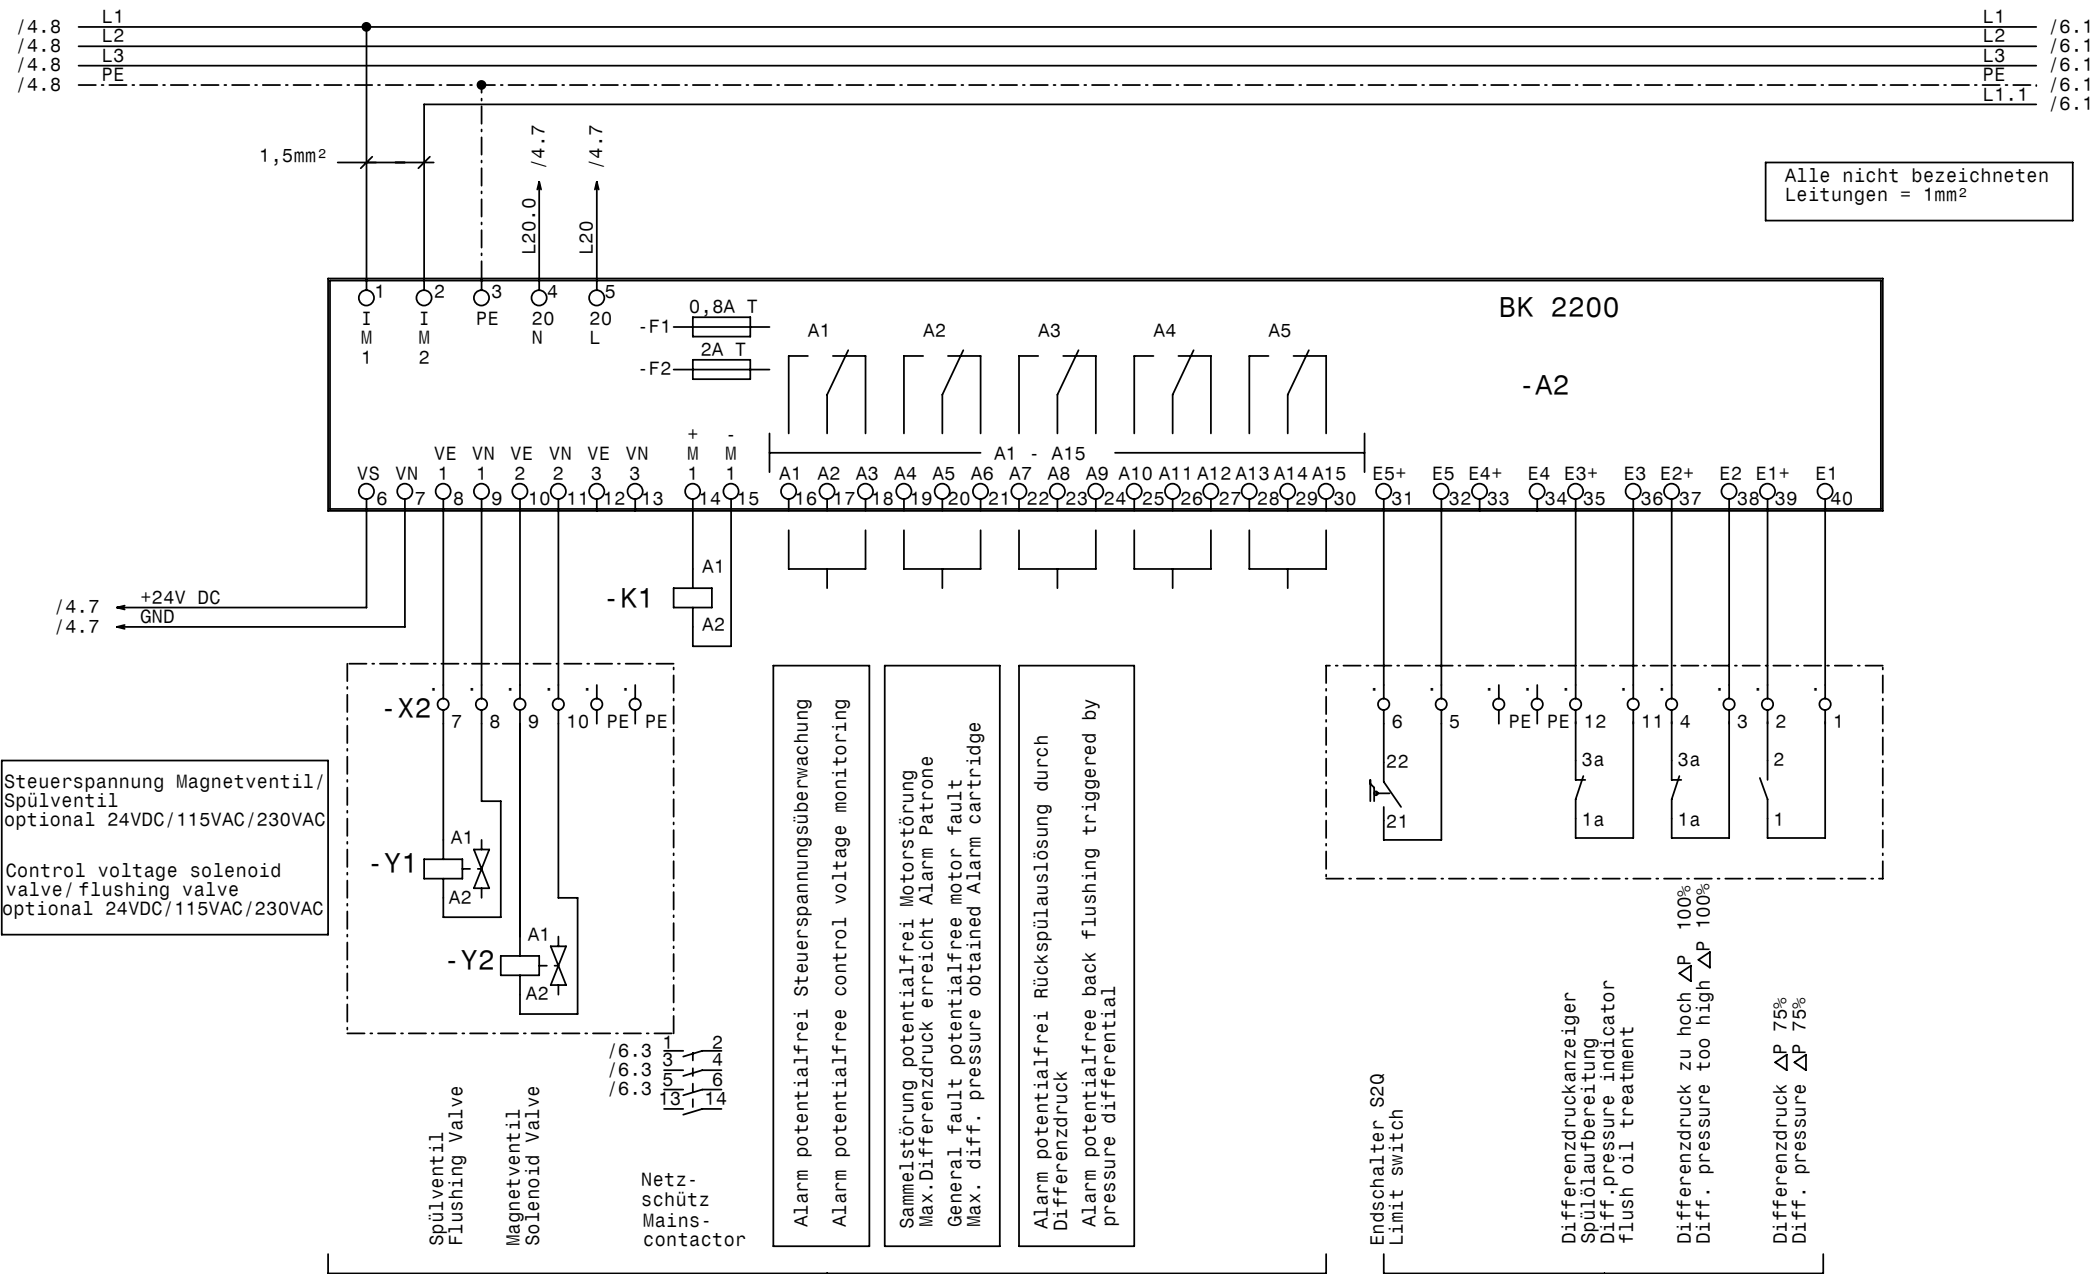 /4.8 L1 L1 /6.1
/4.8 L2 L2 /6.1
/4.8 L3 L3 /6.1
/4.8 PE PE /6.1
L1.1 /6.1
1,5mm²
L20.0 /4.7
L20 /4.7
Alle nicht bezeichneten
Leitungen = 1mm²
1 2 3 4 5
I I PE 20 20
M M N L
1 2
-F1 0,8A T
-F2 2A T
A1 A2 A3 A4 A5
BK 2200
-A2
A1 - A15
VS VN VE 1 VN 1 VE 2 VN 2 VE 3 VN 3 + M 1 - M 1 A1 A2 A3 A4 A5 A6 A7 A8 A9 A10 A11 A12 A13 A14 A15 E5+ E5 E4+ E4 E3+ E3 E2+ E2 E1+ E1
6 7 8 9 10 11 12 13 14 15 16 17 18 19 20 21 22 23 24 25 26 27 28 29 30 31 32 33 34 35 36 37 38 39 40
/4.7 +24V DC
/4.7 GND
-K1 A1
A2
-X2 7 8 9 10 PE PE
6 5 PE PE 12 11 4 3 2 1
22 3a 3a 2
21 1a 1a 1
Steuerspannung Magnetventil/
Spülventil
optional 24VDC/115VAC/230VAC
Control voltage solenoid
valve/flushing valve
optional 24VDC/115VAC/230VAC
-Y1 A1
A2
-Y2 A1
A2
/6.3 1 2
/6.3 3 4
/6.3 5 6
13 14
Spülventil
Flushing Valve
Magnetventil
Solenoid Valve
Netz-
schütz
Mains-
contactor
Alarm potentialfrei Steuerspannungsüberwachung
Alarm potentialfree control voltage monitoring
Sammelstörung potentialfrei Motorstörung
Max.Differenzdruck erreicht Alarm Patrone
General fault potentialfree motor fault
Max. diff. pressure obtained Alarm cartridge
Alarm potentialfrei Rückspülauslösung durch
Differenzdruck
Alarm potentialfree back flushing triggered by
pressure differential
Endschalter S2Q
Limit switch
Differenzdruckanzeiger
Spülölaufbereitung
Diff.pressure indicator
flush oil treatment
Differenzdruck zu hoch △P 100%
Diff. pressure too high △P 100%
Differenzdruck △P 75%
Diff. pressure △P 75%